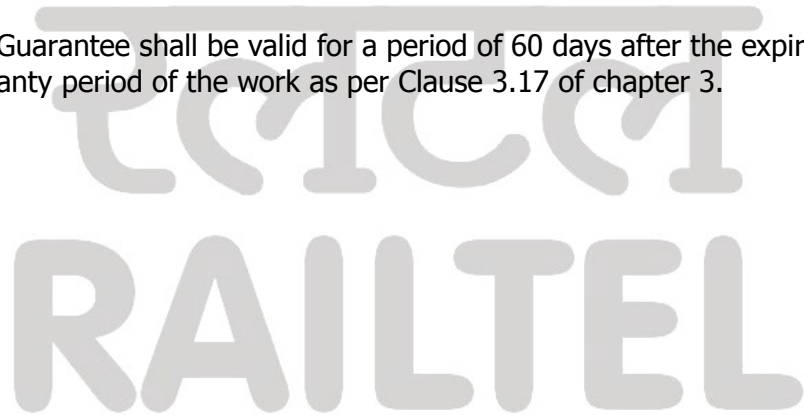 Guarantee shall be valid for a period of 60 days after the expir
anty period of the work as per Clause 3.17 of chapter 3.
रेलटेल
RAILTEL